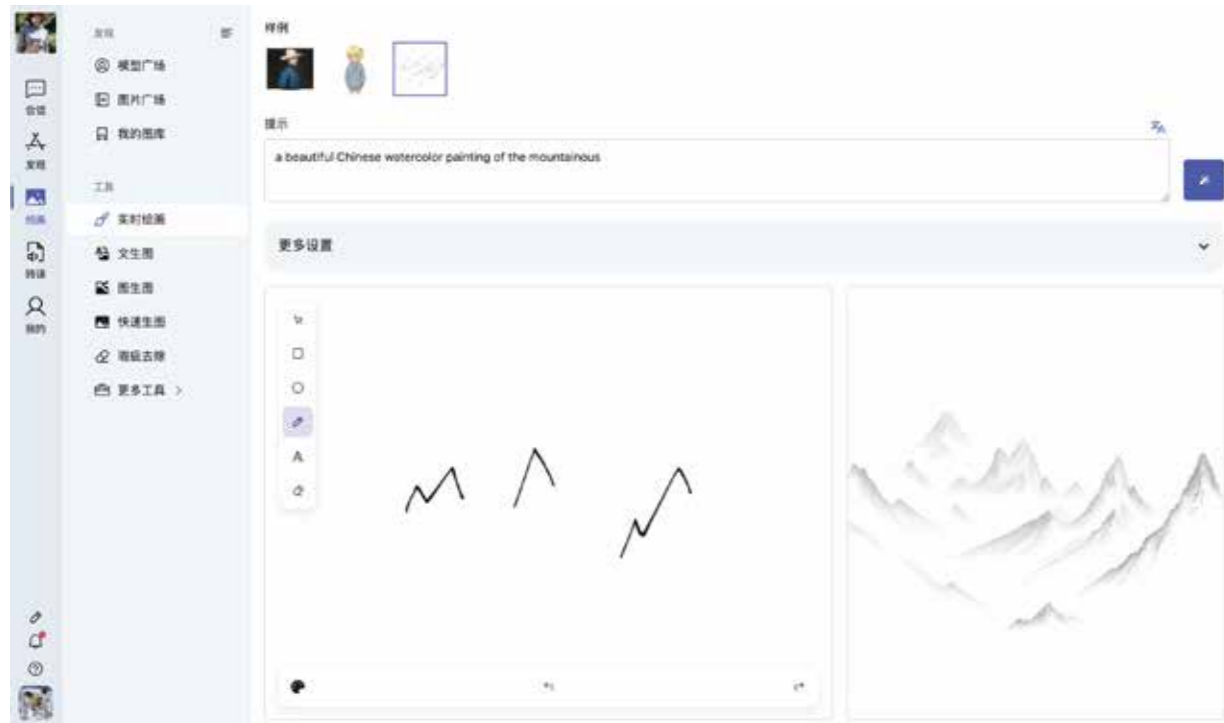 会话
发现
绘画
转译
我的
发现
模型广场
图片广场
我的图库
工具
实时绘画
文生图
图生图
快速生图
瑕疵去除
更多工具
样例
提示
a beautiful Chinese watercolor painting of the mountainous
更多设置
A